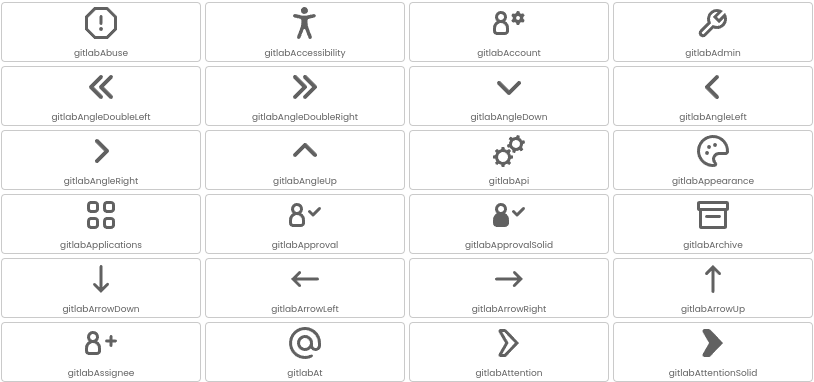 gitlabAbuse
gitlabAccessibility
gitlabAccount
gitlabAdmin
gitlabAngleDoubleLeft
gitlabAngleDoubleRight
gitlabAngleDown
gitlabAngleLeft
gitlabAngleRight
gitlabAngleUp
gitlabApi
gitlabAppearance
gitlabApplications
gitlabApproval
gitlabApprovalSolid
gitlabArchive
gitlabArrowDown
gitlabArrowLeft
gitlabArrowRight
gitlabArrowUp
gitlabAssignee
gitlabAt
gitlabAttention
gitlabAttentionSolid